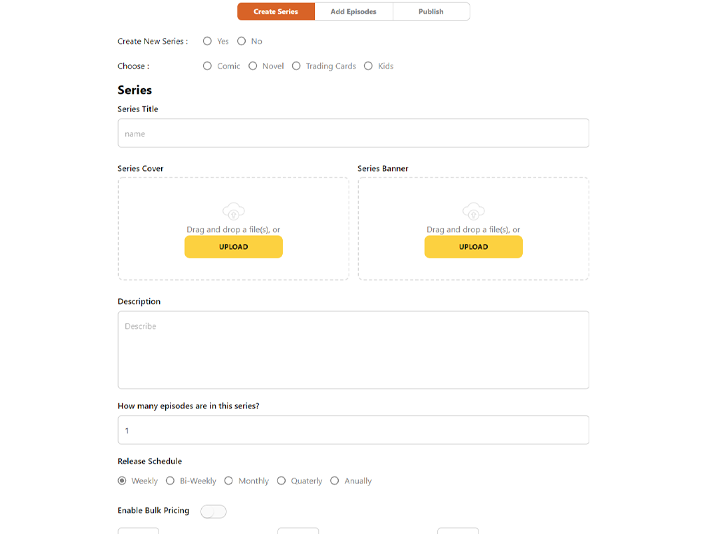 Create Series Add Episodes Publish
Create New Series : Yes No
Choose : Comic Novel Trading Cards Kids
Series
Series Title
name
Series Cover Series Banner
Drag and drop a file(s), or Drag and drop a file(s), or
UPLOAD UPLOAD
Description
Describe
How many episodes are in this series?
1
Release Schedule
Weekly Bi-Weekly Monthly Quaterly Anually
Enable Bulk Pricing